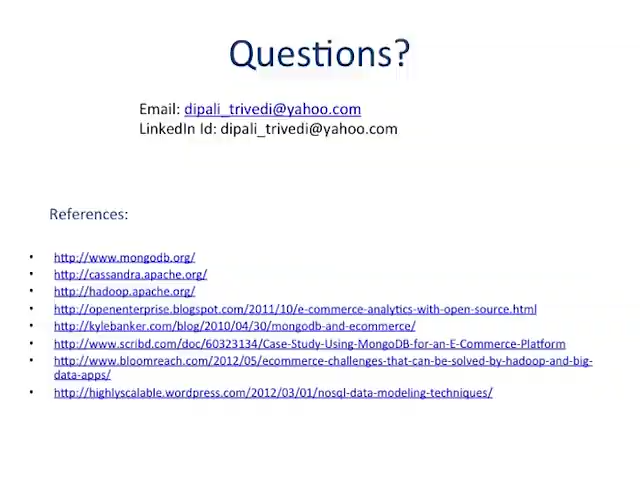 Questions?
Email: dipali_trivedi@yahoo.com
LinkedIn Id: dipali_trivedi@yahoo.com
References:
• http://www.mongodb.org/
• http://cassandra.apache.org/
• http://hadoop.apache.org/
• http://openenterprise.blogspot.com/2011/10/e-commerce-analytics-with-open-source.html
• http://kylebanker.com/blog/2010/04/30/mongodb-and-ecommerce/
• http://www.scribd.com/doc/60323134/Case-Study-Using-MongoDB-for-an-E-Commerce-Platform
• http://www.bloomreach.com/2012/05/ecommerce-challenges-that-can-be-solved-by-hadoop-and-big-
data-apps/
• http://highlyscalable.wordpress.com/2012/03/01/nosql-data-modeling-techniques/